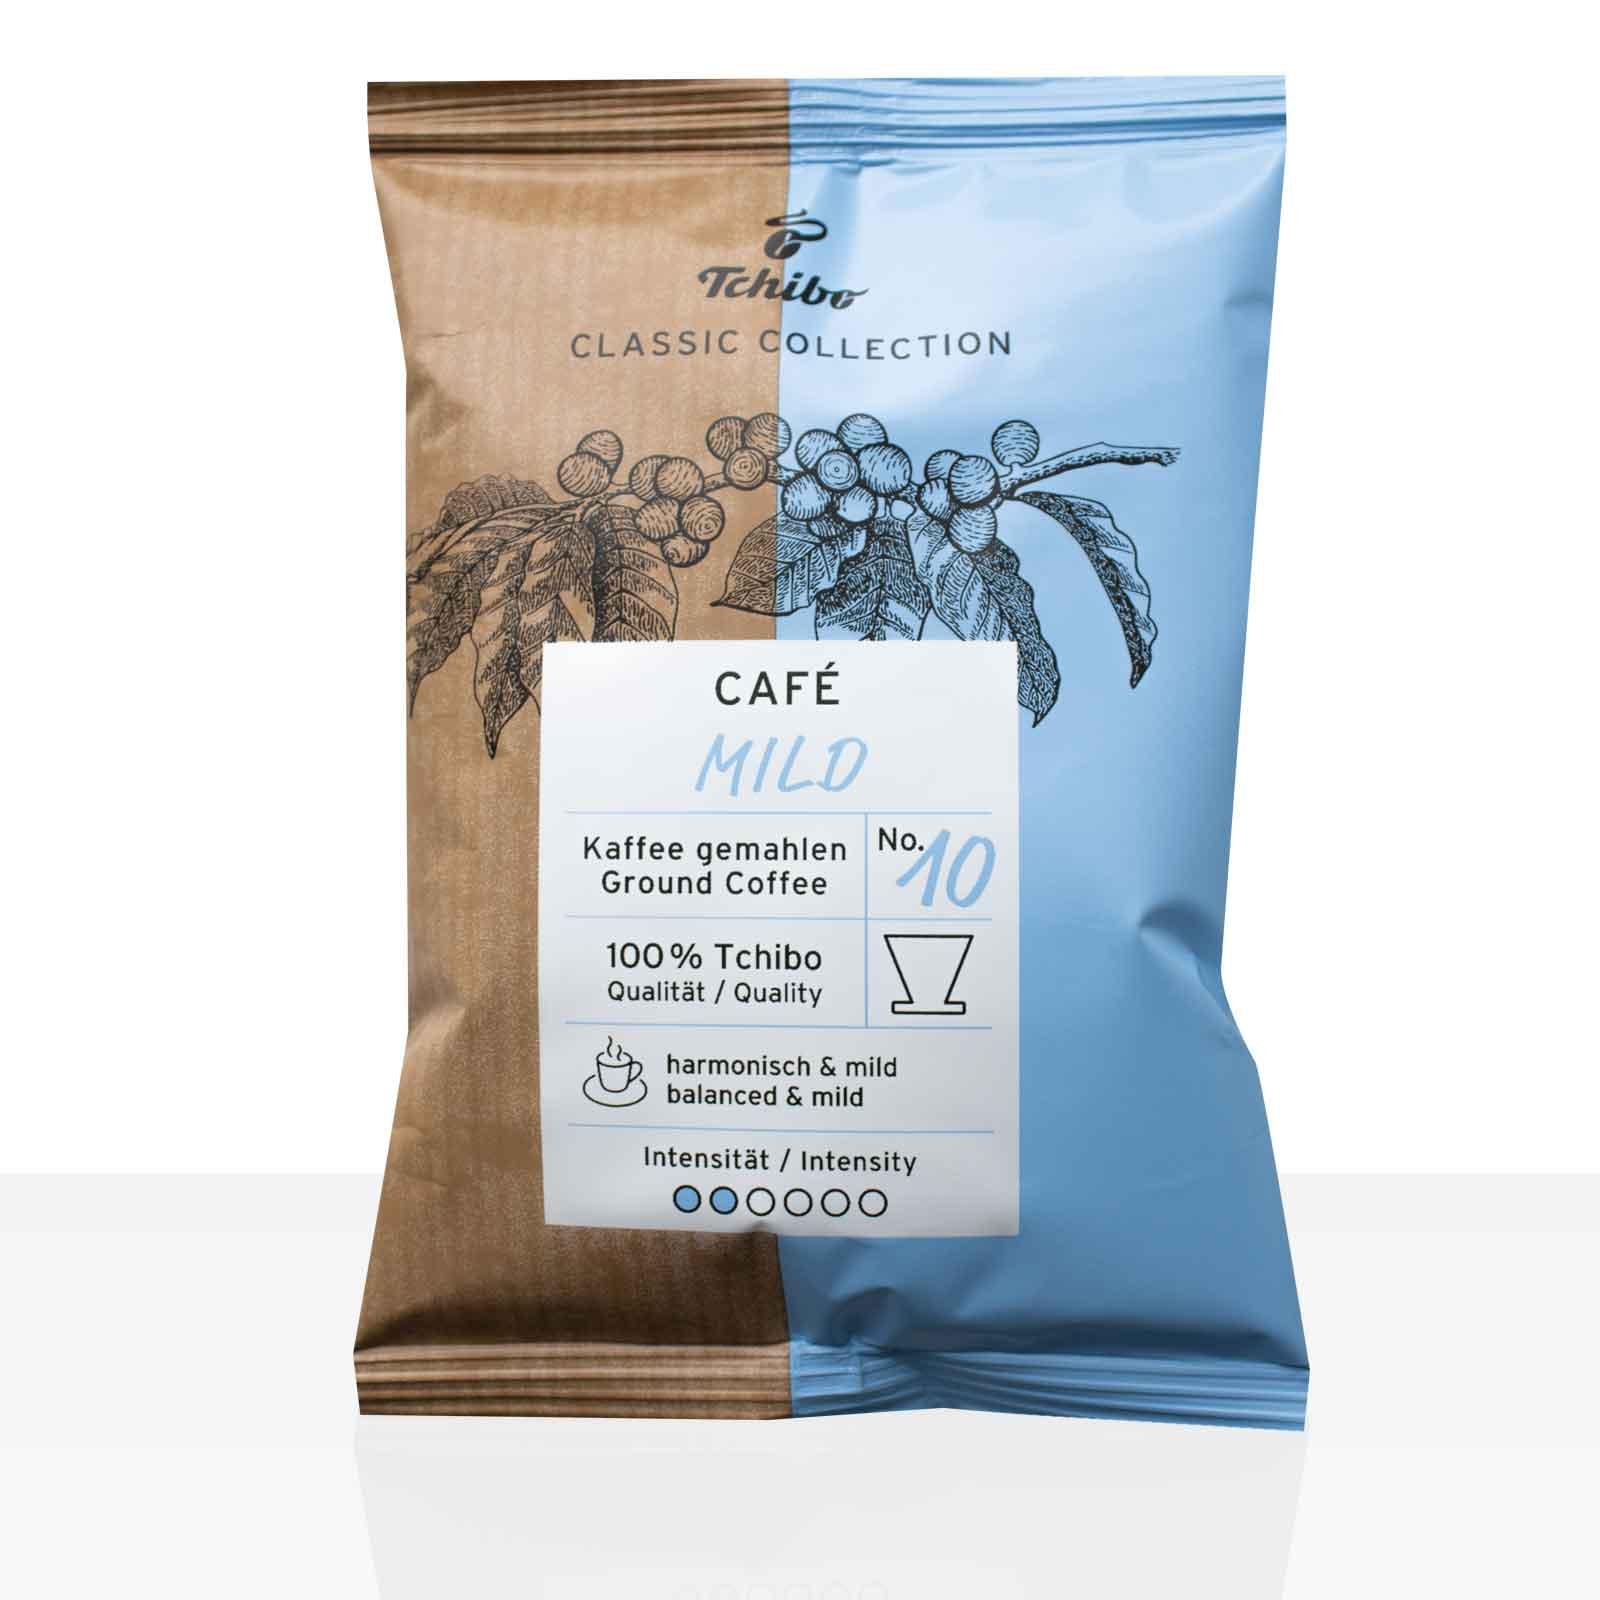 Tchibo
CLASSIC COLLECTION
CAFÉ
MILD
Kaffee gemahlen
Ground Coffee
No. 10
100% Tchibo
Qualität / Quality
harmonisch & mild
balanced & mild
Intensität / Intensity